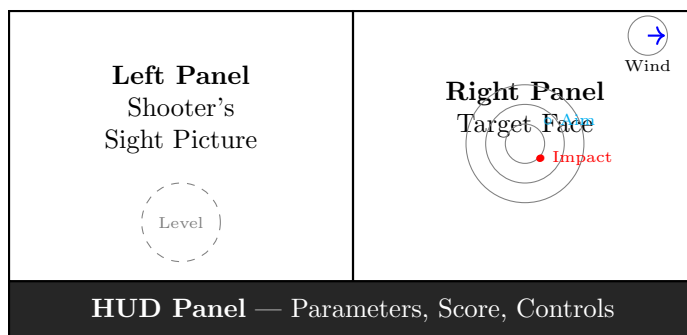 Left Panel
Shooter's
Sight Picture
Level
Wind
Right Panel
Target Face
Aim
Impact
HUD Panel — Parameters, Score, Controls